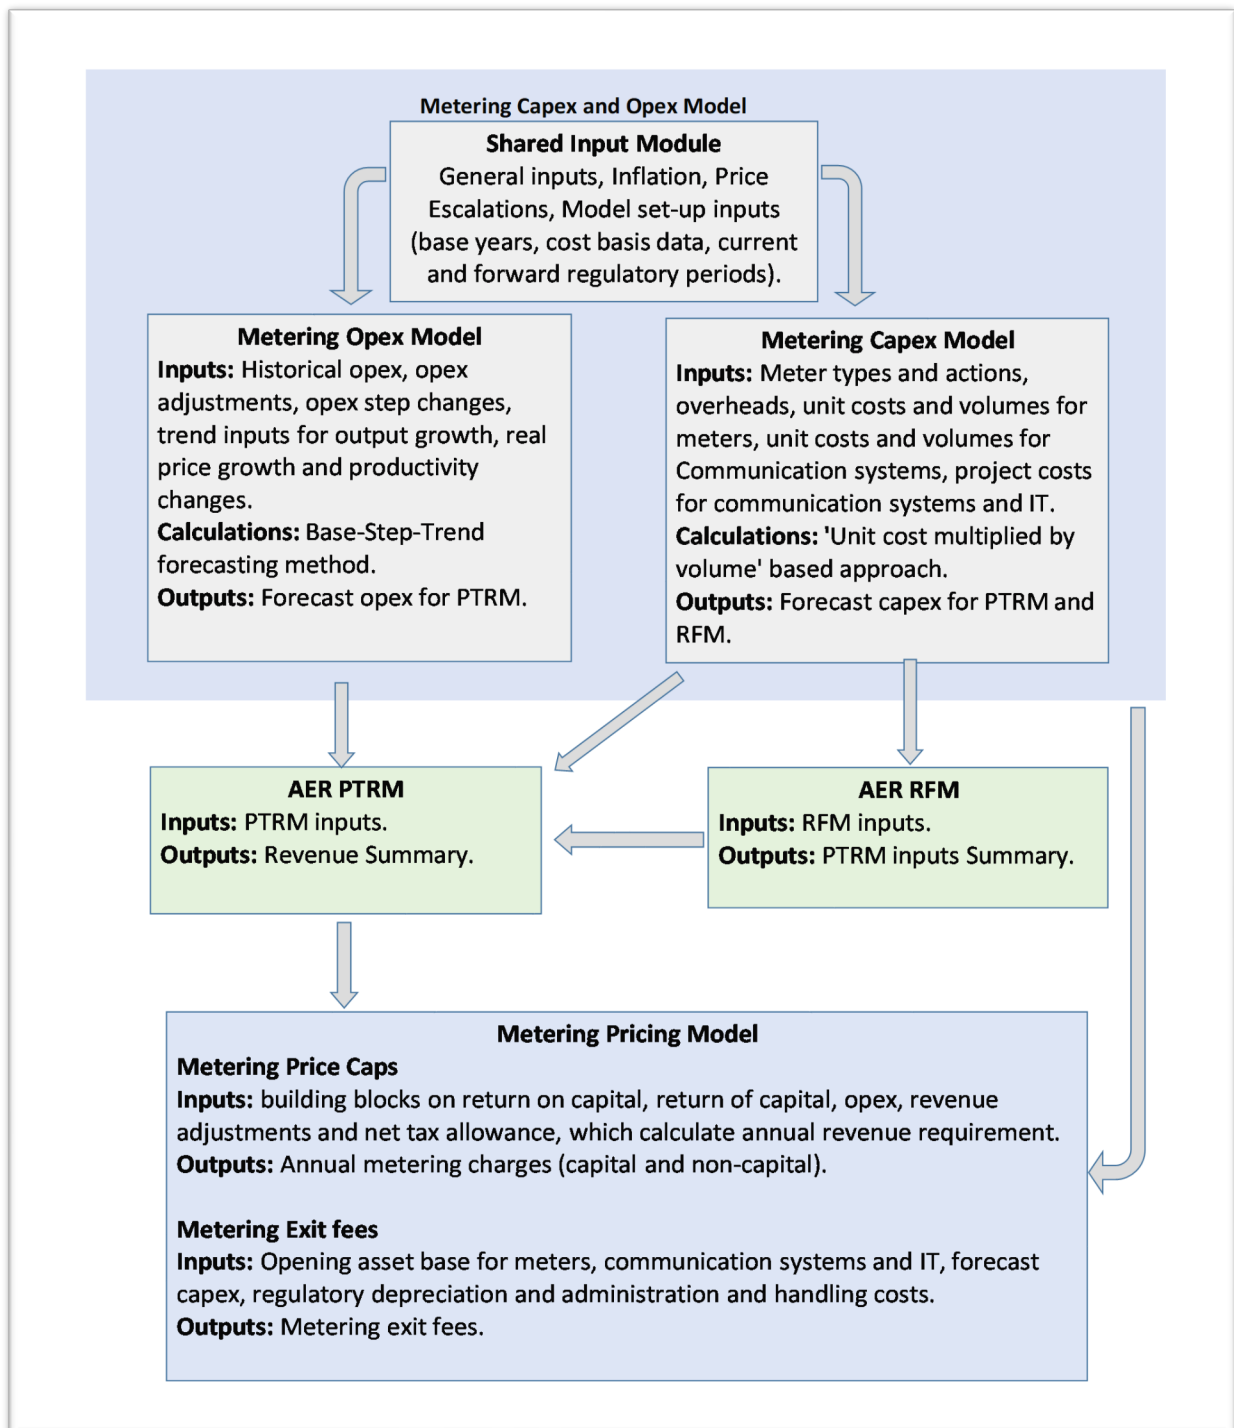 Metering Capex and Opex Model
Shared Input Module
General inputs, Inflation, Price
Escalations, Model set-up inputs
(base years, cost basis data, current
and forward regulatory periods).
Metering Opex Model
Inputs: Historical opex, opex
adjustments, opex step changes,
trend inputs for output growth, real
price growth and productivity
changes.
Calculations: Base-Step-Trend
forecasting method.
Outputs: Forecast opex for PTRM.
Metering Capex Model
Inputs: Meter types and actions,
overheads, unit costs and volumes for
meters, unit costs and volumes for
Communication systems, project costs
for communication systems and IT.
Calculations: 'Unit cost multiplied by
volume' based approach.
Outputs: Forecast capex for PTRM and
RFM.
AER PTRM
Inputs: PTRM inputs.
Outputs: Revenue Summary.
AER RFM
Inputs: RFM inputs.
Outputs: PTRM inputs Summary.
Metering Pricing Model
Metering Price Caps
Inputs: building blocks on return on capital, return of capital, opex, revenue
adjustments and net tax allowance, which calculate annual revenue requirement.
Outputs: Annual metering charges (capital and non-capital).
Metering Exit fees
Inputs: Opening asset base for meters, communication systems and IT, forecast
capex, regulatory depreciation and administration and handling costs.
Outputs: Metering exit fees.